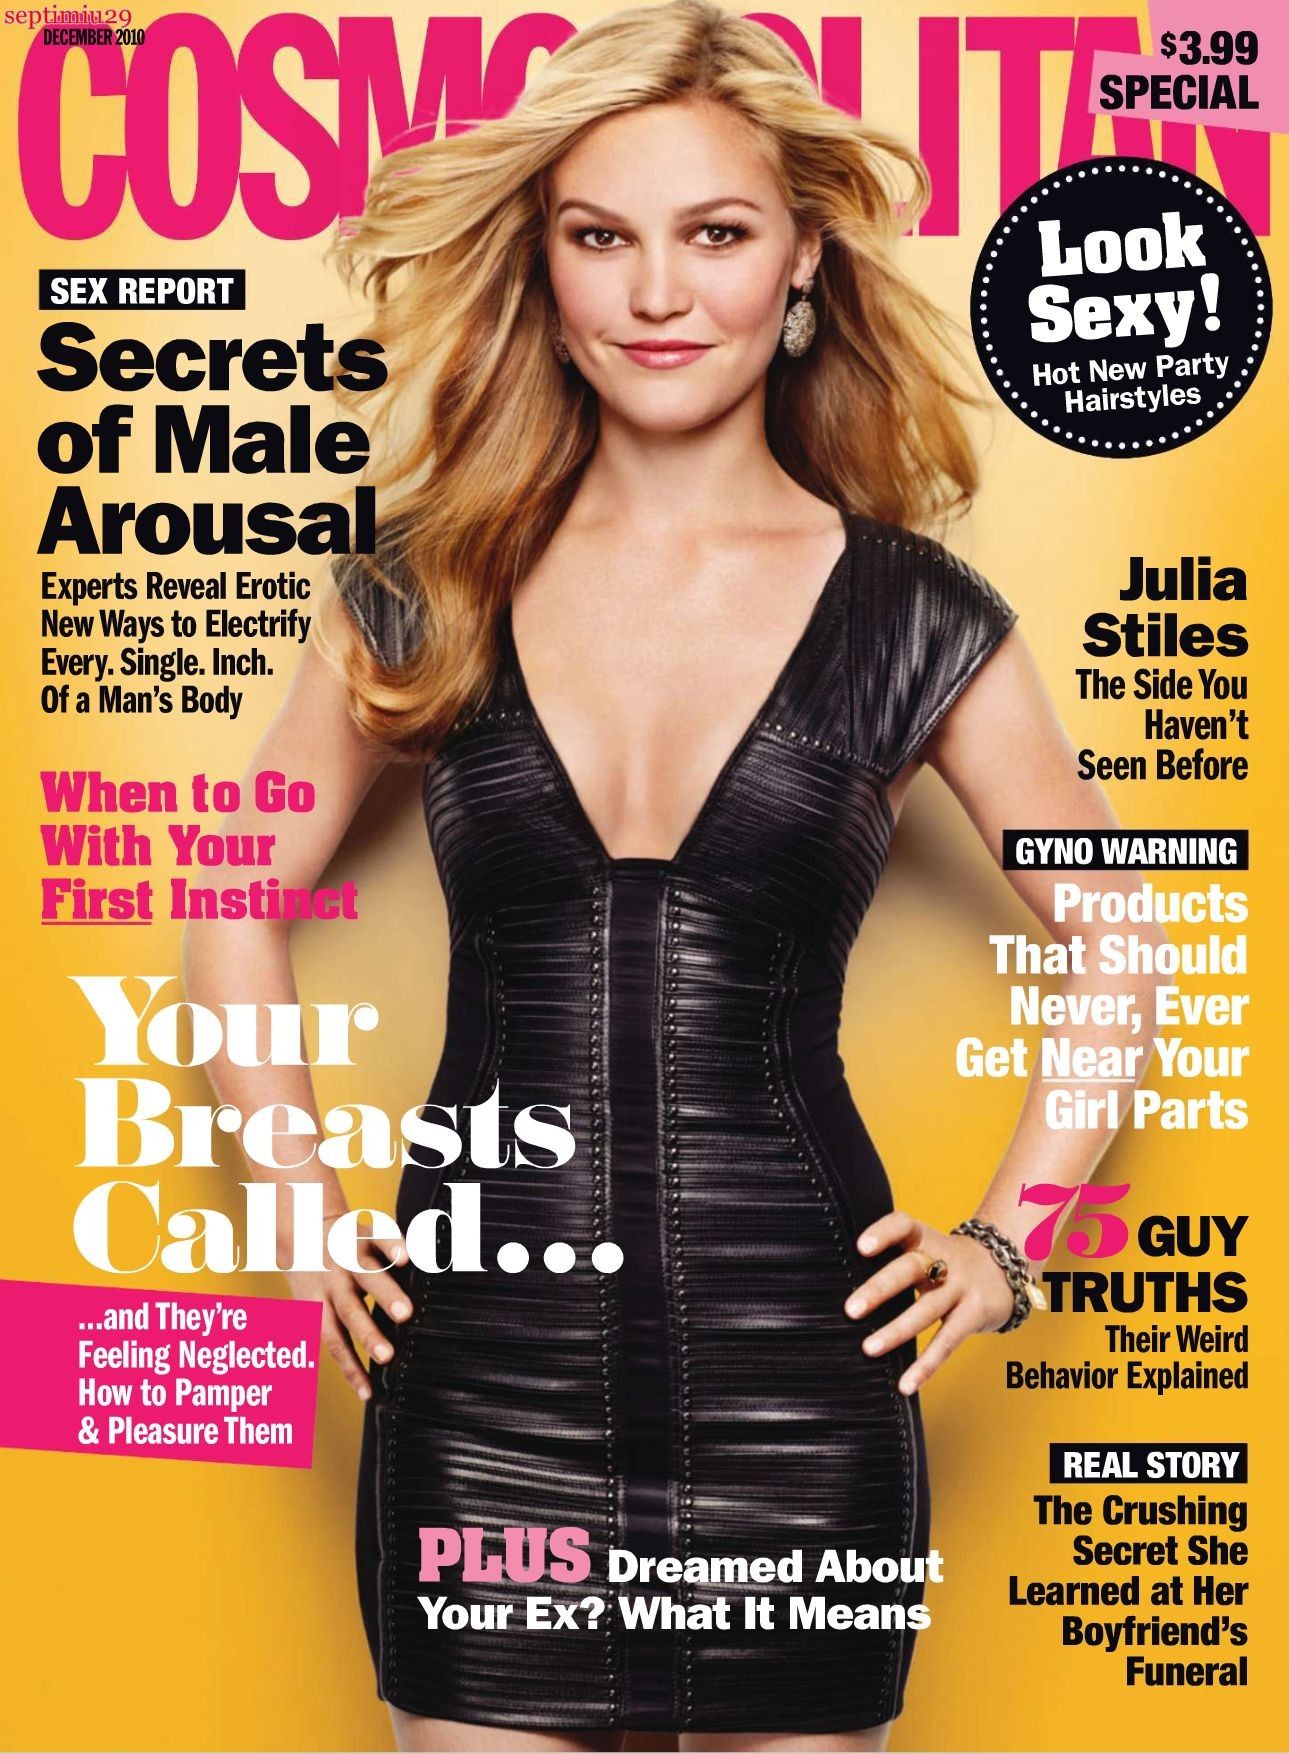 septimiu29
DECEMBER 2010
COSMOPOLITAN
$3.99
SPECIAL
Look
Sexy!
Hot New Party
Hairstyles
SEX REPORT
Secrets
of Male
Arousal
Experts Reveal Erotic
New Ways to Electrify
Every. Single. Inch.
Of a Man's Body
When to Go
With Your
First Instinct
Your
Breasts
Called...
...and They're
Feeling Neglected.
How to Pamper
& Pleasure Them
Julia
Stiles
The Side You
Haven't
Seen Before
GYNO WARNING
Products
That Should
Never, Ever
Get Near Your
Girl Parts
75 GUY
TRUTHS
Their Weird
Behavior Explained
REAL STORY
The Crushing
Secret She
Learned at Her
Boyfriend's
Funeral
PLUS Dreamed About
Your Ex? What It Means